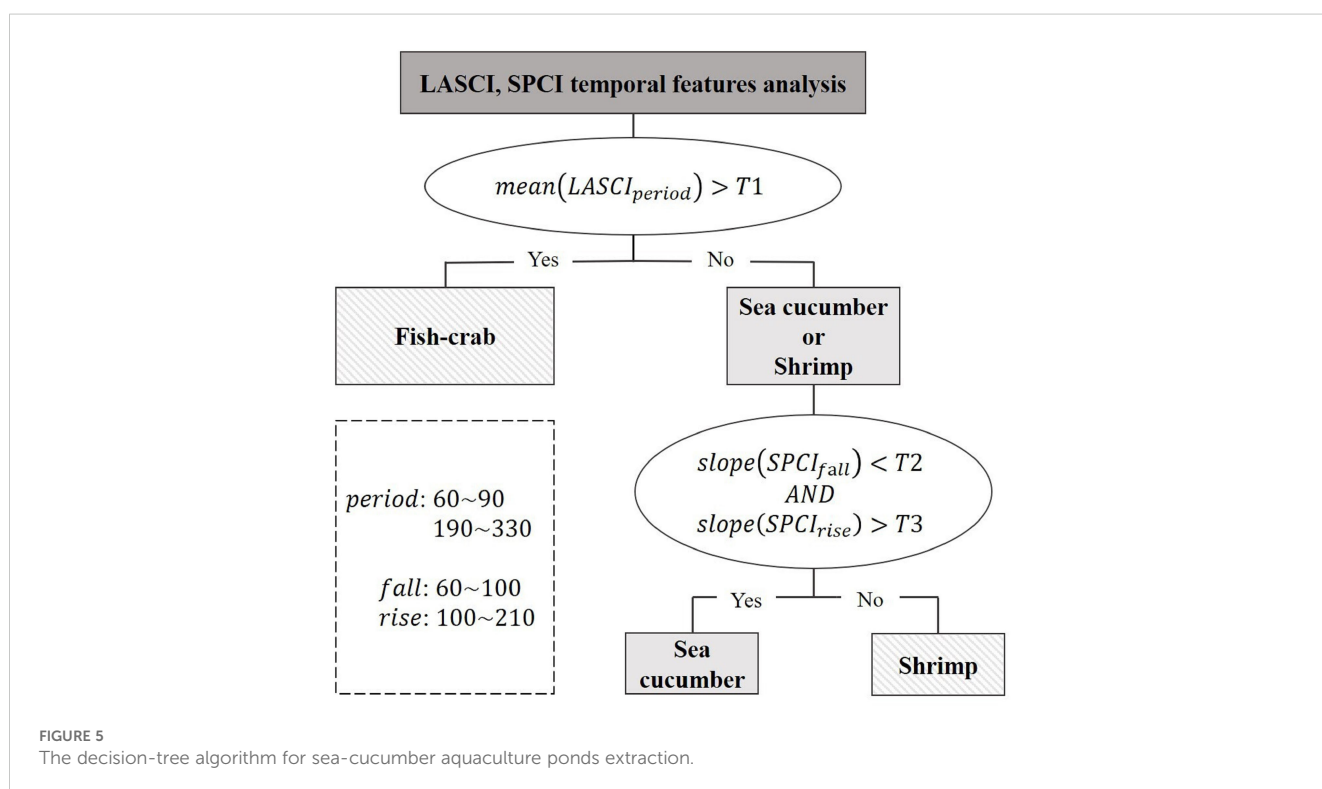 LASCI, SPCI temporal features analysis
mean(LASCI_period) > T1
Yes
No
Fish-crab
Sea cucumber
or
Shrimp
period: 60~90
190~330
fall: 60~100
rise: 100~210
slope(SPCI_fall) < T2
AND
slope(SPCI_rise) > T3
Yes
No
Sea
cucumber
Shrimp
FIGURE 5
The decision-tree algorithm for sea-cucumber aquaculture ponds extraction.